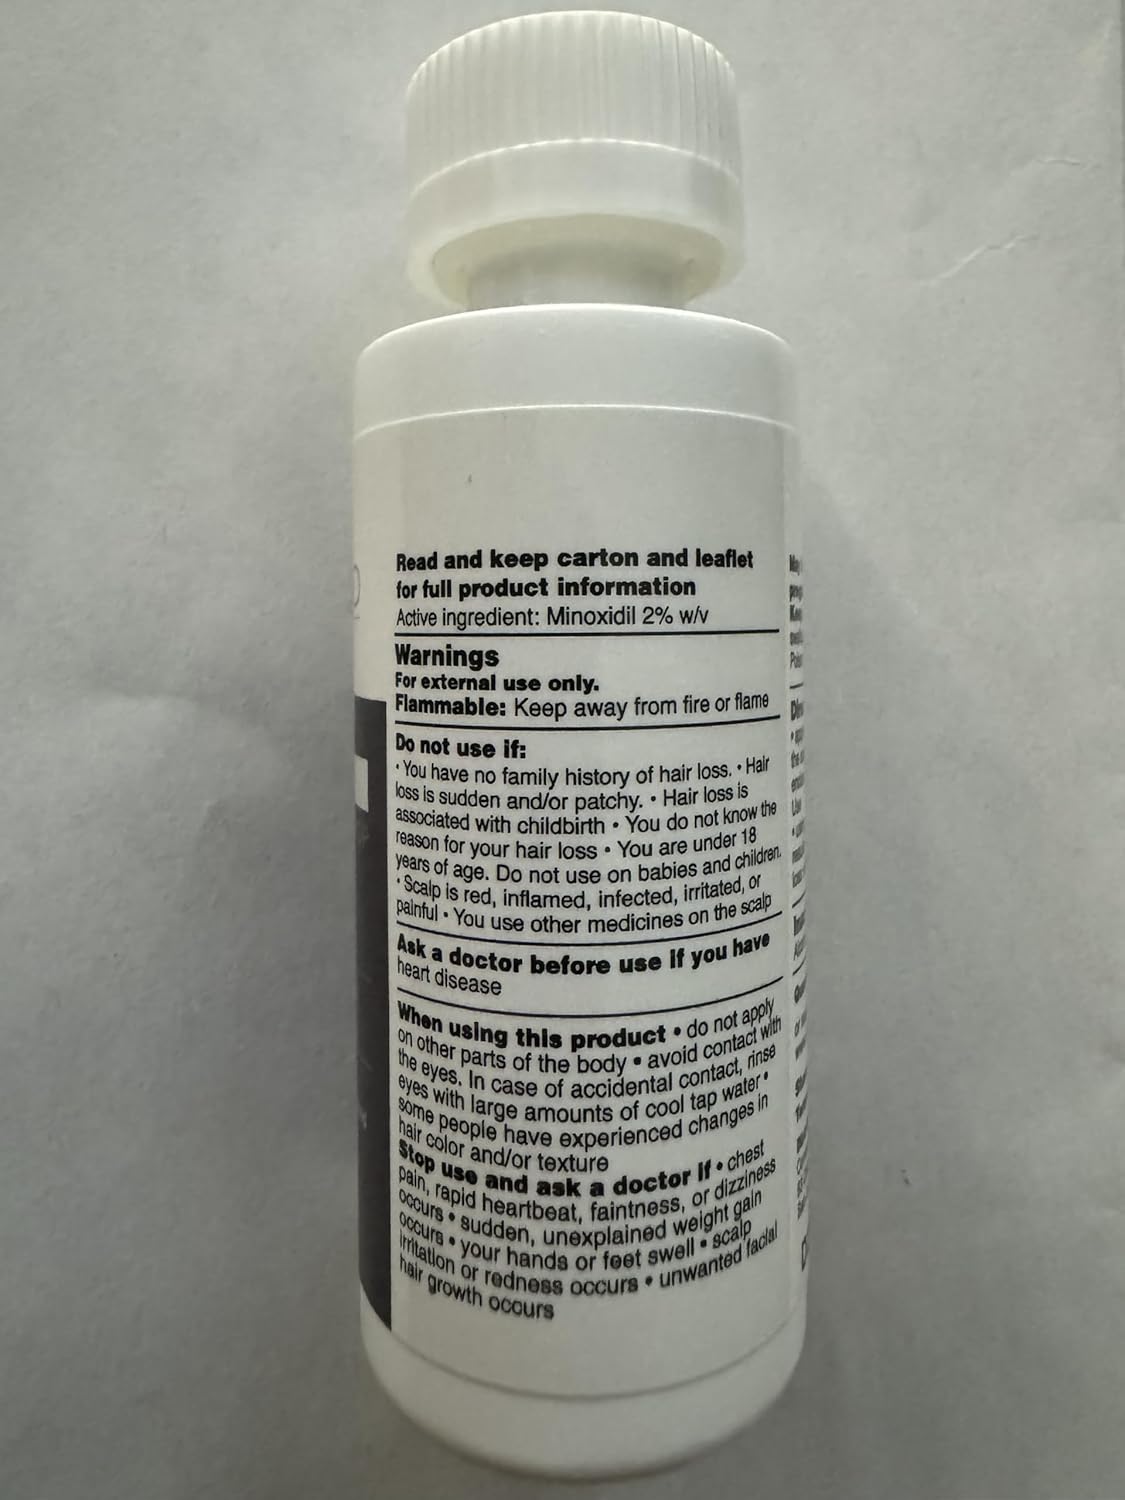 Read and keep carton and leaflet
for full product information
Active ingredient: Minoxidil 2% w/v
Warnings
For external use only.
Flammable: Keep away from fire or flame
Do not use if:
• You have no family history of hair loss. • Hair
loss is sudden and/or patchy. • Hair loss is
associated with childbirth • You do not know the
reason for your hair loss • You are under 18
years of age. Do not use on babies and children.
• Scalp is red, inflamed, infected, irritated, or
painful • You use other medicines on the scalp
Ask a doctor before use if you have
heart disease
When using this product • do not apply
on other parts of the body • avoid contact with
the eyes. In case of accidental contact, rinse
eyes with large amounts of cool tap water •
some people have experienced changes in
hair color and/or texture
Stop use and ask a doctor if • chest
pain, rapid heartbeat, faintness, or dizziness
occurs • sudden, unexplained weight gain
occurs • your hands or feet swell • scalp
irritation or redness occurs • unwanted facial
hair growth occurs